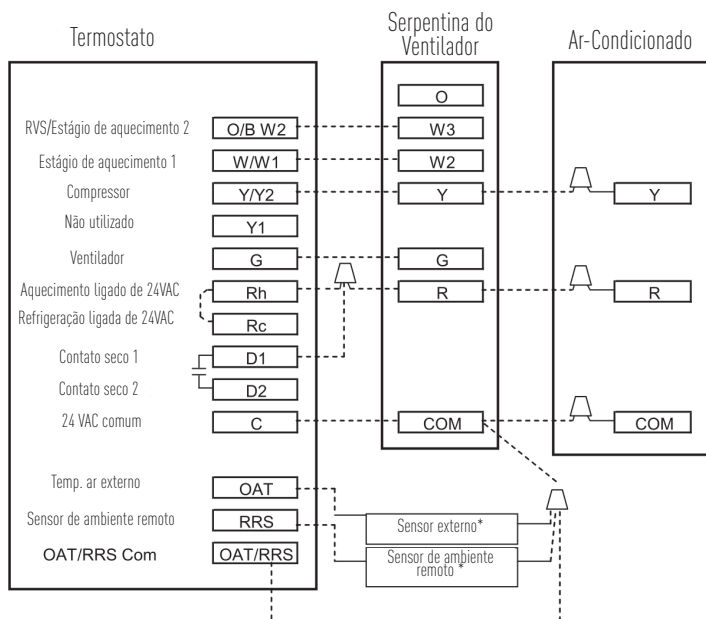 Termostato
Serpentina do
Ventilador
Ar-Condicionado
O
RVS/Estágio de aquecimento 2
O/B W2
W3
Estágio de aquecimento 1
W/W1
W2
Compressor
Y/Y2
Y
Y
Não utilizado
Y1
Ventilador
G
G
Aquecimento ligado de 24VAC
Rh
R
R
Refrigeração ligada de 24VAC
Rc
Contato seco 1
D1
Contato seco 2
D2
24 VAC comum
C
COM
COM
Temp. ar externo
OAT
Sensor de ambiente remoto
RRS
Sensor externo*
OAT/RRS Com
OAT/RRS
Sensor de ambiente
remoto *